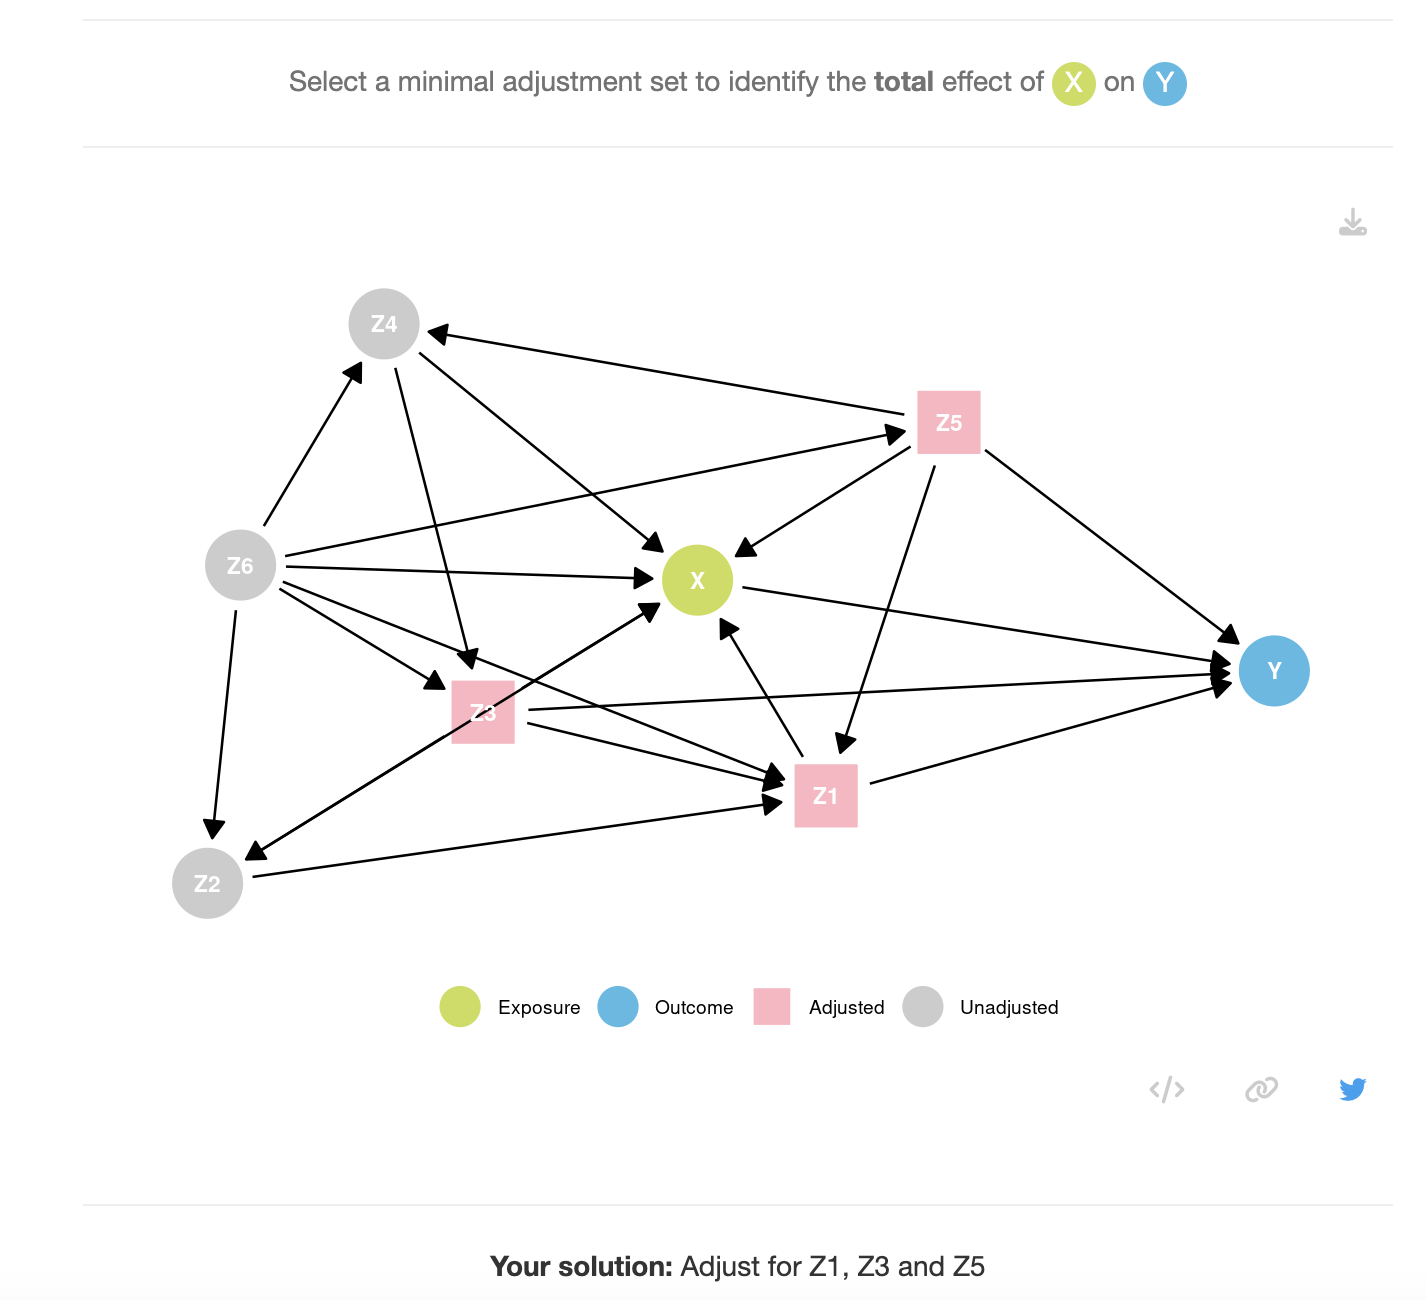 Select a minimal adjustment set to identify the total effect of X on Y
Z4
Z5
Z6
X
Y
Z3
Z1
Z2
Exposure Outcome Adjusted Unadjusted
Your solution: Adjust for Z1, Z3 and Z5